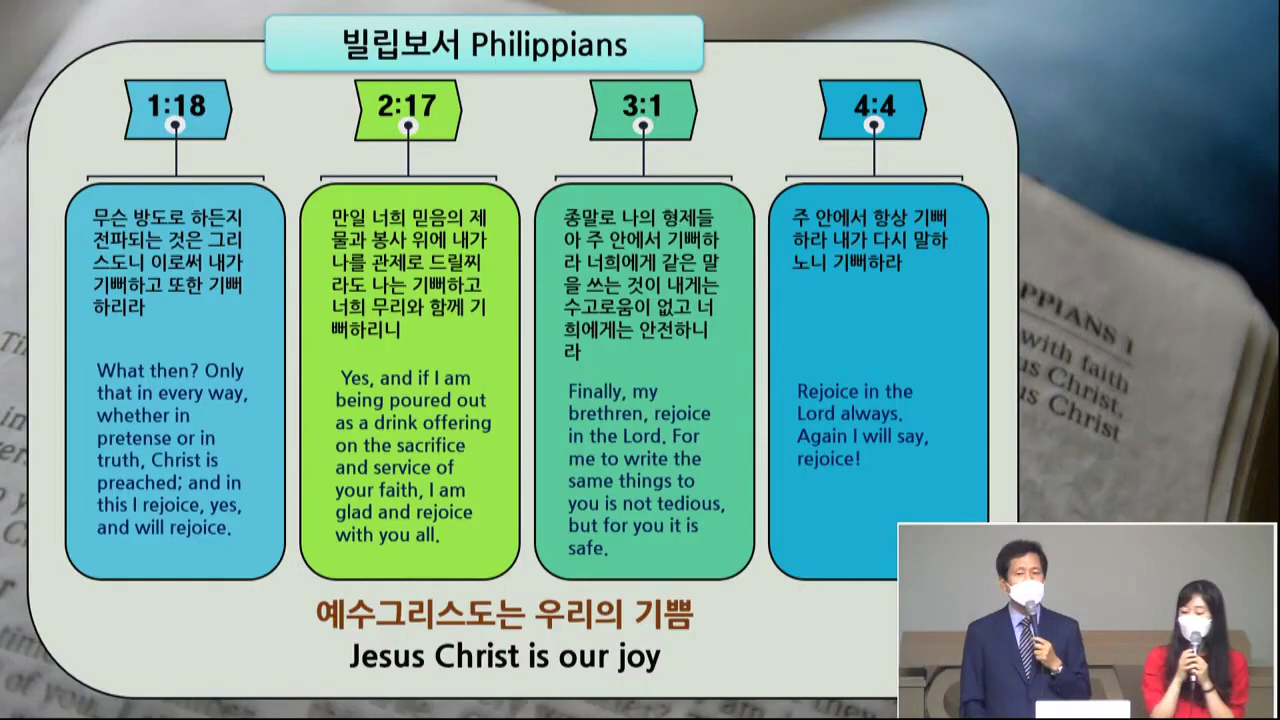 빌립보서 Philippians
1:18
무슨 방도로 하든지
전파되는 것은 그리
스도니 이로써 내가
기뻐하고 또한 기뻐
하리라
What then? Only
that in every way,
whether in
pretense or in
truth, Christ is
preached; and in
this I rejoice, yes,
and will rejoice.
2:17
만일 너희 믿음의 제
물과 봉사 위에 내가
나를 관제로 드릴찌
라도 나는 기뻐하고
너희 무리와 함께 기
뻐하리니
Yes, and if I am
being poured out
as a drink offering
on the sacrifice
and service of
your faith, I am
glad and rejoice
with you all.
3:1
종말로 나의 형제들
아 주 안에서 기뻐하
라 너희에게 같은 말
을 쓰는 것이 내게는
수고로움이 없고 너
희에게는 안전하니
라
Finally, my
brethren, rejoice
in the Lord. For
me to write the
same things to
you is not tedious,
but for you it is
safe.
4:4
주 안에서 항상 기뻐
하라 내가 다시 말하
노니 기뻐하라
Rejoice in the
Lord always.
Again I will say,
rejoice!
예수그리스도는 우리의 기쁨
Jesus Christ is our joy
PPIANS 1
with faith
us Christ,
us Christ